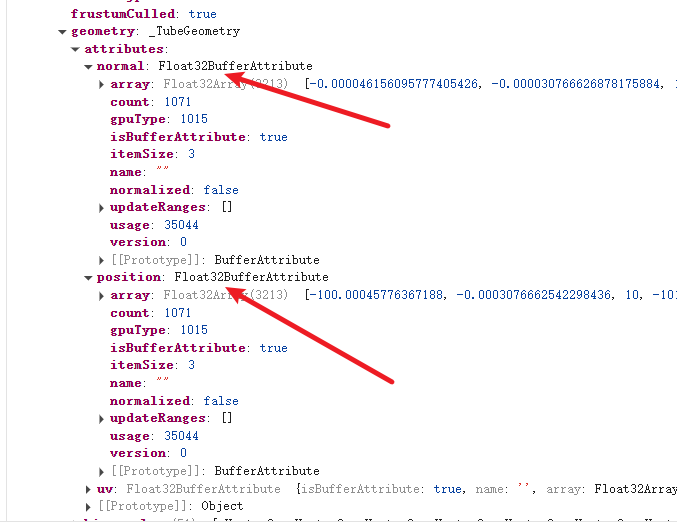 frustumCulled: true
geometry: _TubeGeometry
attributes:
normal: Float32BufferAttribute
array: Float32Array(3213) [-0.000046156095777405426, -0.000030766626878175884,
count: 1071
gpuType: 1015
isBufferAttribute: true
itemSize: 3
name: ""
normalized: false
updateRanges: []
usage: 35044
version: 0
[[Prototype]]: BufferAttribute
position: Float32BufferAttribute
array: Float32Array(3213) [-100.00045776367188, -0.0003076662542298436, 10, -10
count: 1071
gpuType: 1015
isBufferAttribute: true
itemSize: 3
name: ""
normalized: false
updateRanges: []
usage: 35044
version: 0
[[Prototype]]: BufferAttribute
uv: Float32BufferAttribute {isBufferAttribute: true, name: '', array: Float32Array
[[Prototype]]: Object